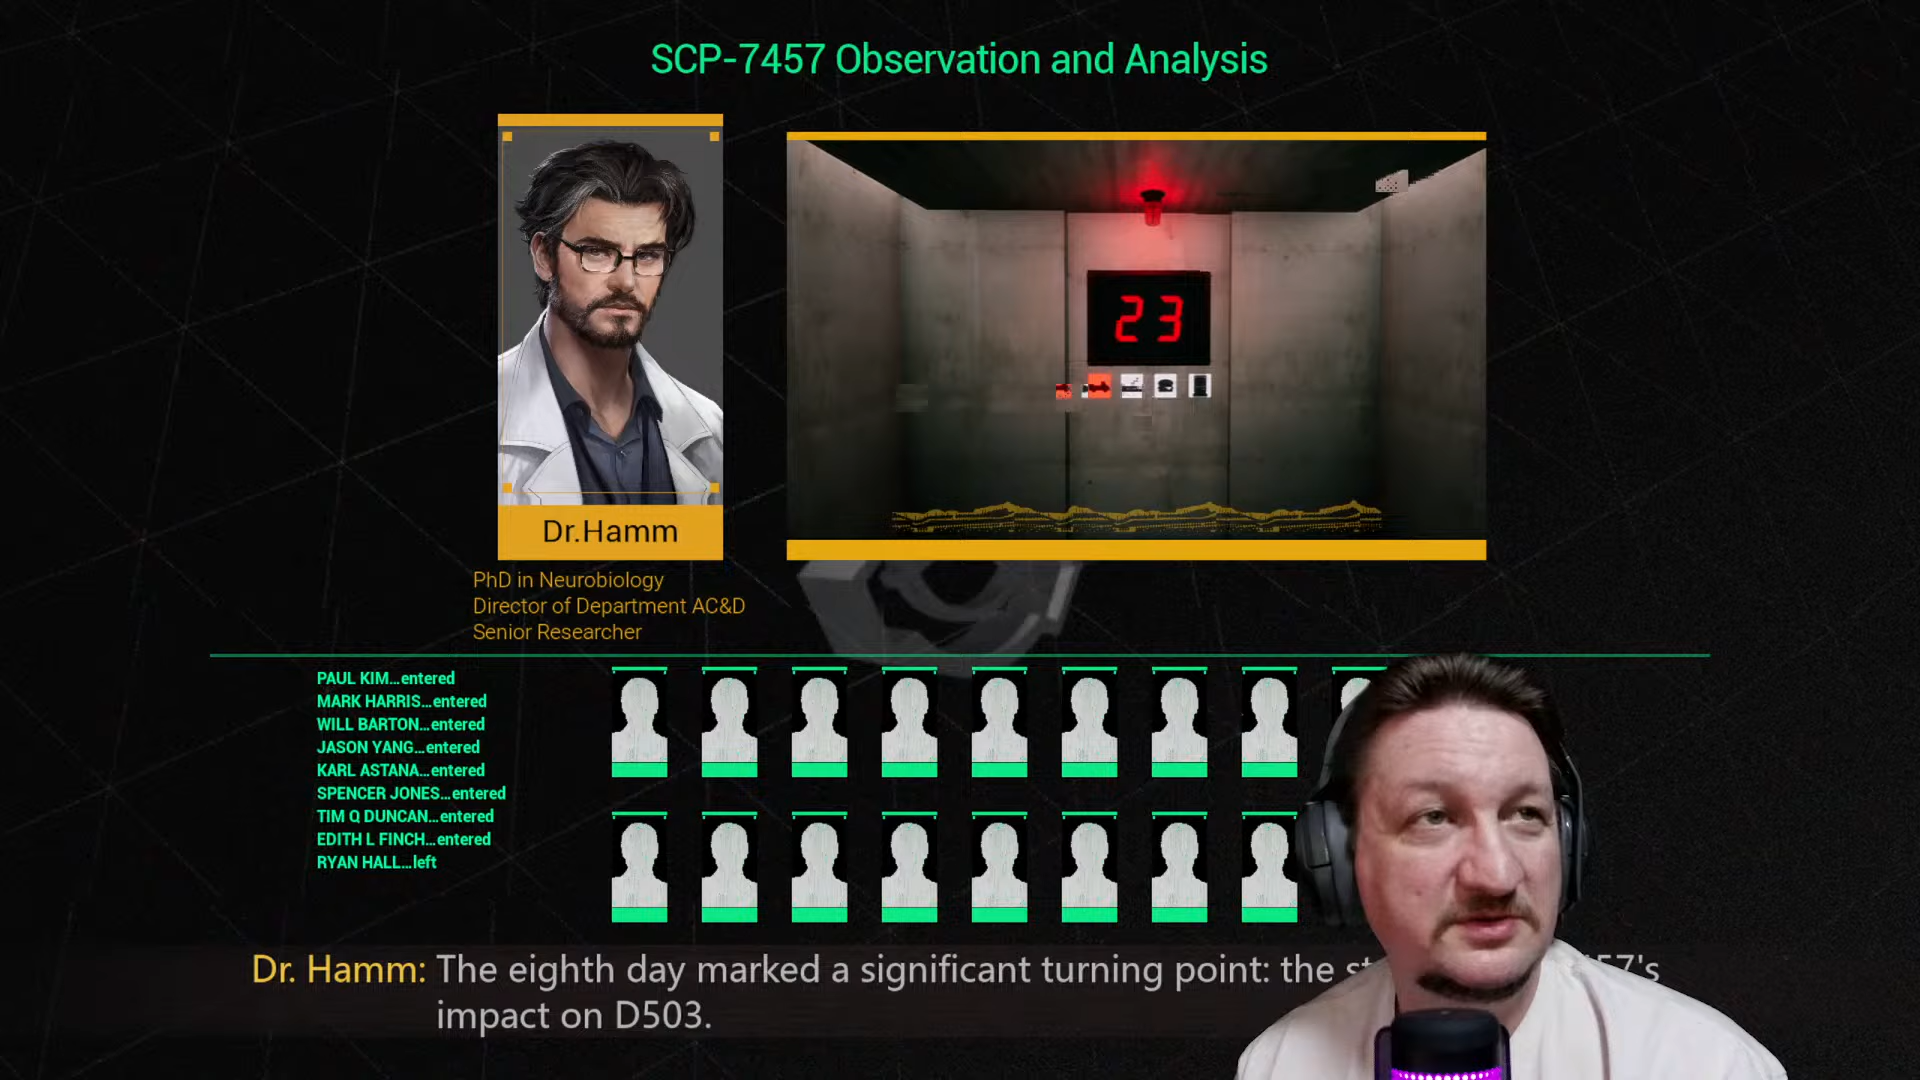 SCP-7457 Observation and Analysis
23
Dr.Hamm
PhD in Neurobiology
Director of Department AC&D
Senior Researcher
PAUL KIM...entered
MARK HARRIS...entered
WILL BARTON...entered
JASON YANG...entered
KARL ASTANA...entered
SPENCER JONES...entered
TIM Q DUNCAN...entered
EDITH L FINCH...entered
RYAN HALL...left
Dr. Hamm: The eighth day marked a significant turning point: the 57's
impact on D503.